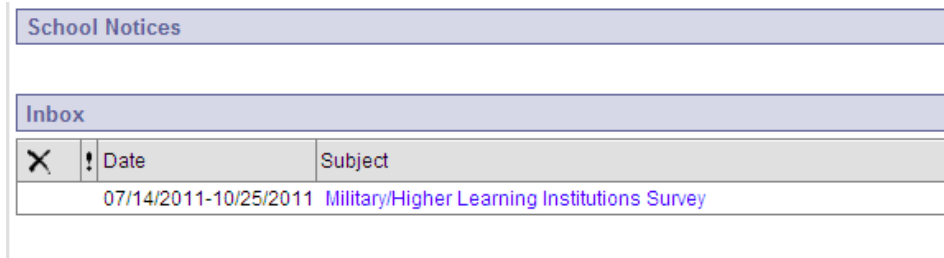 School Notices
Inbox
! Date Subject
07/14/2011-10/25/2011 Military/Higher Learning Institutions Survey